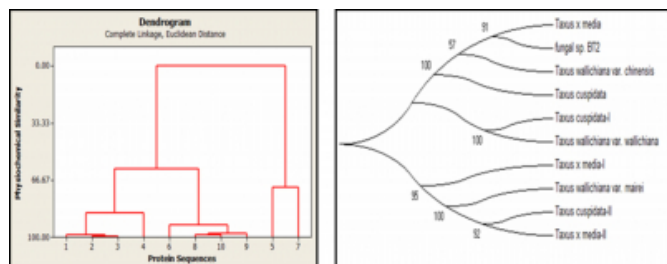 Dendrogram
Complete Linkage, Euclidean Distance
Physiochemical Similarity
0.00
33.33
66.67
100.00
1 2 3 4 6 8 10 9 5 7
Protein Sequences
Taxus x media
fungal sp. BT2
Taxus wallichiana var. chinensis
Taxus cuspidata
Taxus cuspidata-I
Taxus wallichiana var. wallichiana
Taxus x media-I
Taxus wallichiana var. mairei
Taxus cuspidata-II
Taxus x media-II
91
57
100
100
95
100
92